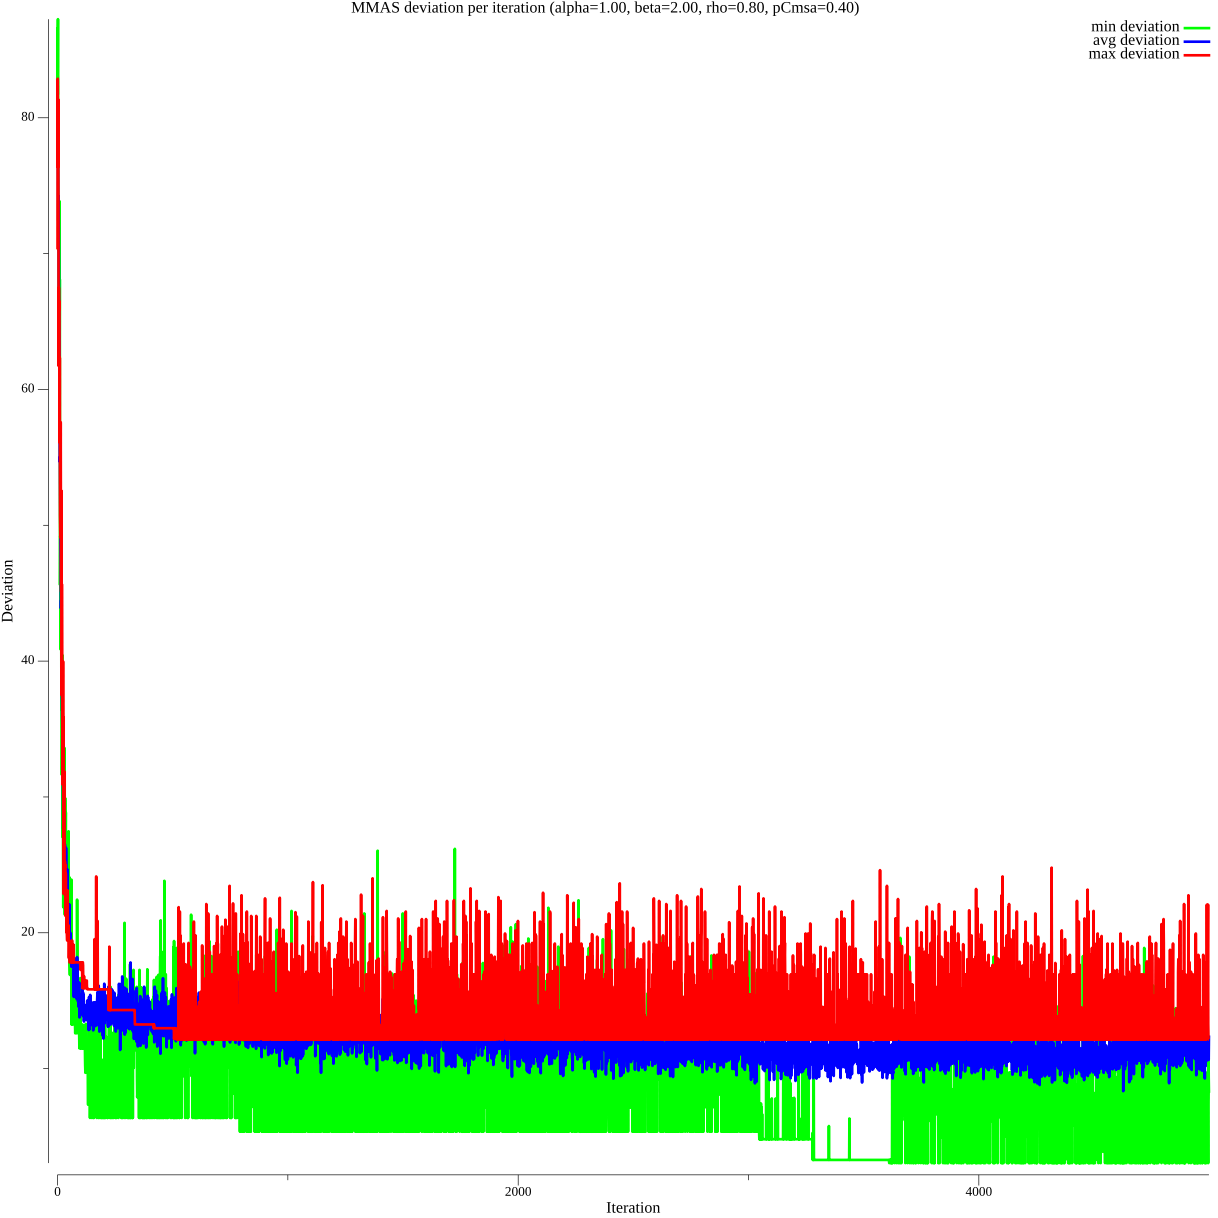 MMAS deviation per iteration (alpha=1.00, beta=2.00, rho=0.80, pCmsa=0.40)
min deviation
avg deviation
max deviation
80
60
40
20
Deviation
0
2000
4000
Iteration